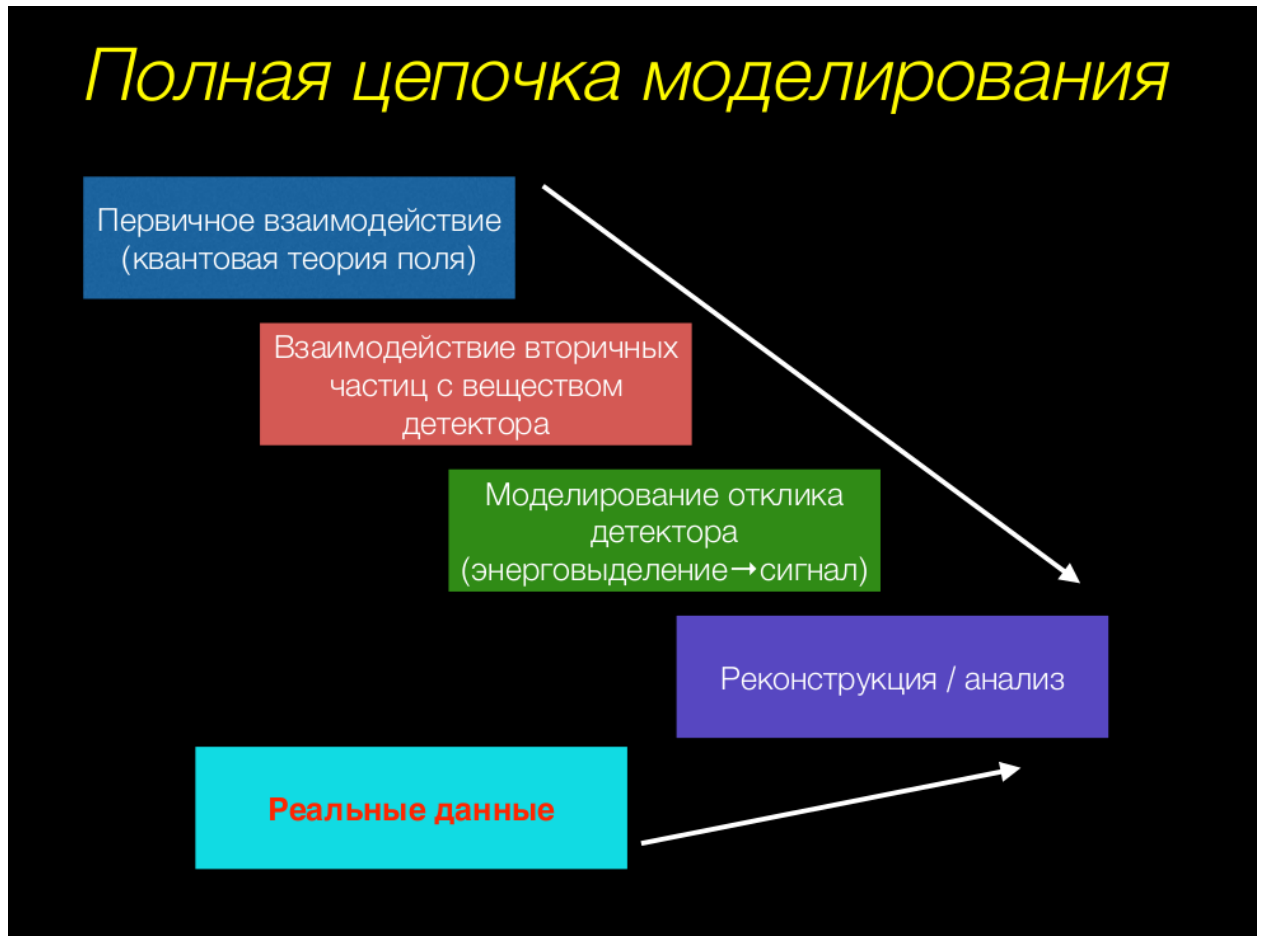 Полная цепочка моделирования
Первичное взаимодействие
(квантовая теория поля)
Взаимодействие вторичных
частиц с веществом
детектора
Моделирование отклика
детектора
(энерговыделение→сигнал)
Реконструкция / анализ
Реальные данные